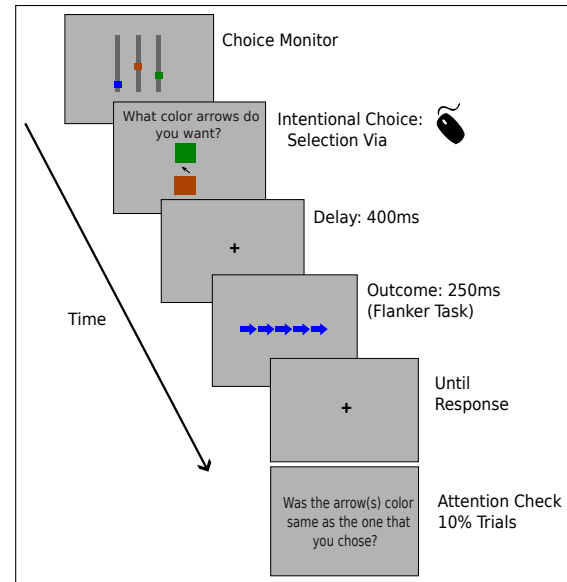 Choice Monitor
What color arrows do
you want?
Intentional Choice:
Selection Via
+
Delay: 400ms
Outcome: 250ms
(Flanker Task)
Time
+
Until
Response
Was the arrow(s) color
same as the one that
you chose?
Attention Check
10% Trials